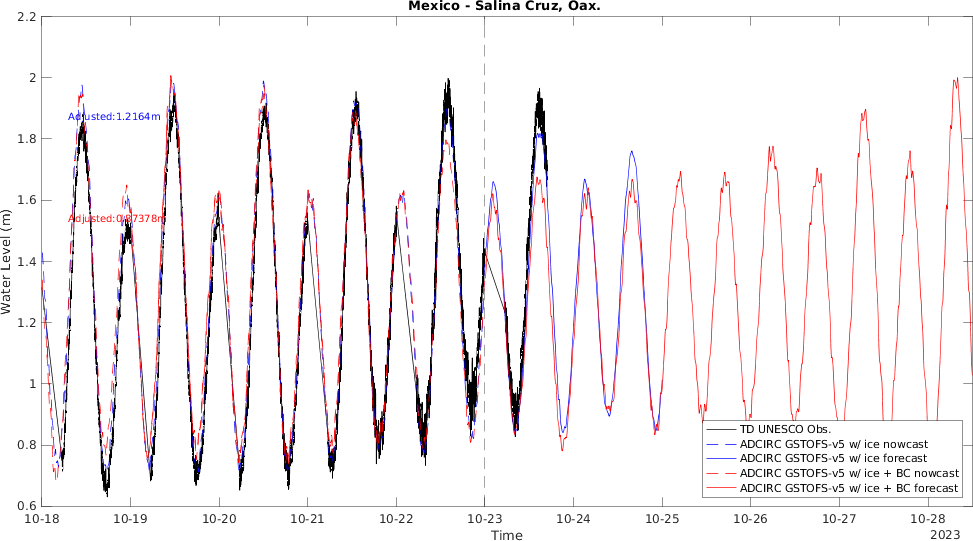 Mexico - Salina Cruz, Oax.
2.2
2
1.8
1.6
1.4
1.2
1
0.8
0.6
Water Level (m)
Adjusted:1.2164m
Adjusted:0.87378m
TD UNESCO Obs.
ADCIRC GSTOFS-v5 w/ ice nowcast
ADCIRC GSTOFS-v5 w/ ice forecast
ADCIRC GSTOFS-v5 w/ ice + BC nowcast
ADCIRC GSTOFS-v5 w/ ice + BC forecast
10-18 10-19 10-20 10-21 10-22 10-23 10-24 10-25 10-26 10-27 10-28
Time
2023